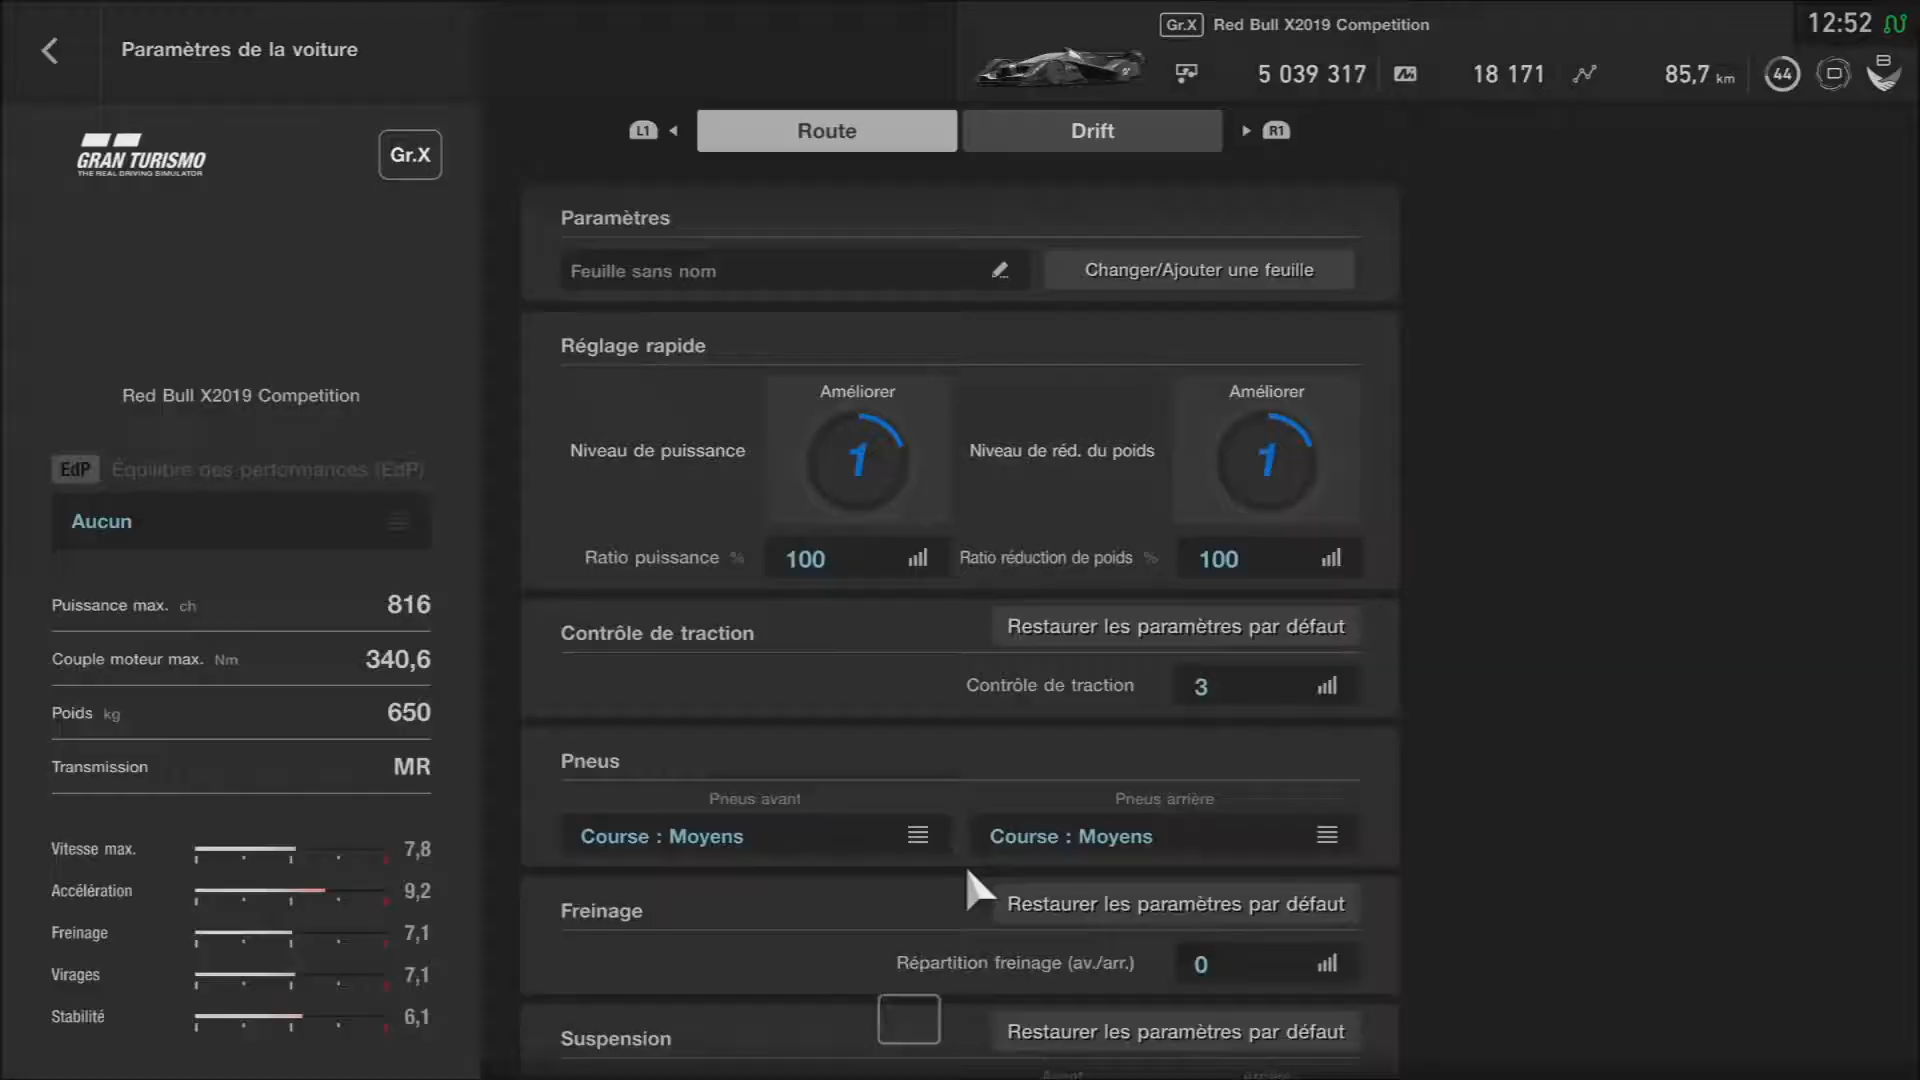 Paramètres de la voiture
Gr.X Red Bull X2019 Competition
12:52
5 039 317
18 171
85,7 km
44
B
GRAN TURISMO
THE REAL DRIVING SIMULATOR
Gr.X
L1 Route Drift R1
Paramètres
Feuille sans nom
Changer/Ajouter une feuille
Réglage rapide
Améliorer
Améliorer
Niveau de puissance 1
Niveau de réd. du poids 1
Ratio puissance % 100
Ratio réduction de poids % 100
Contrôle de traction
Restaurer les paramètres par défaut
Contrôle de traction 3
Pneus
Pneus avant
Pneus arrière
Course : Moyens
Course : Moyens
Freinage
Restaurer les paramètres par défaut
Répartition freinage (av./arr.) 0
Suspension
Restaurer les paramètres par défaut
Red Bull X2019 Competition
EdP Équilibre des performances (EdP)
Aucun
Puissance max. ch 816
Couple moteur max. Nm 340,6
Poids kg 650
Transmission MR
Vitesse max. 7,8
Accélération 9,2
Freinage 7,1
Virages 7,1
Stabilité 6,1